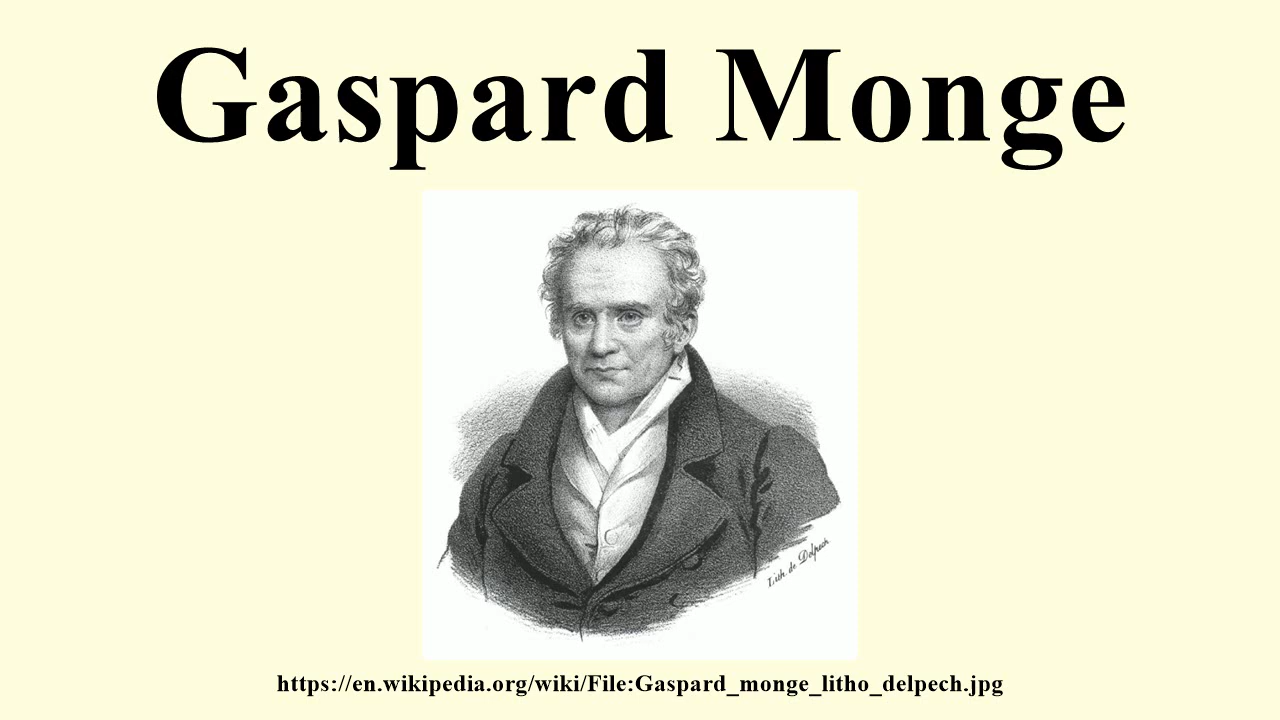 Gaspard Monge
Lith. de Delpech
https://en.wikipedia.org/wiki/File:Gaspard_monge_litho_delpech.jpg